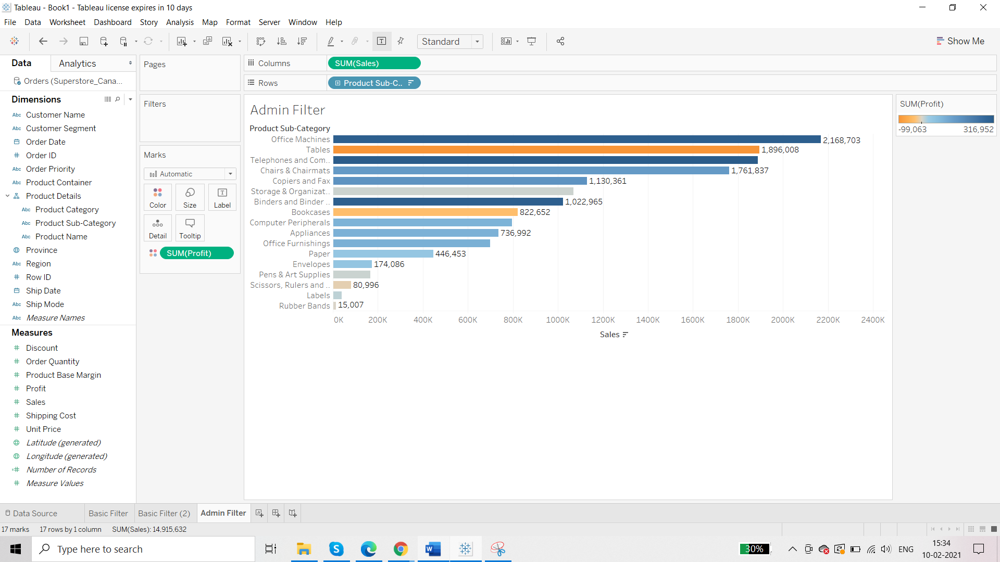 Tableau - Book1 - Tableau license expires in 10 days
File Data Worksheet Dashboard Story Analysis Map Format Server Window Help
Standard
Show Me
Data
Analytics
Orders (Superstore_Cana...
Dimensions
Abc Customer Name
Abc Customer Segment
Order Date
# Order ID
Abc Order Priority
Abc Product Container
Product Details
Abc Product Category
Abc Product Sub-Category
Abc Product Name
Province
Abc Region
# Row ID
Ship Date
Abc Ship Mode
Abc Measure Names
Measures
# Discount
# Order Quantity
# Product Base Margin
# Profit
# Sales
# Shipping Cost
# Unit Price
Latitude (generated)
Longitude (generated)
=# Number of Records
# Measure Values
Pages
Filters
Marks
Automatic
Color Size Label
Detail Tooltip
SUM(Profit)
Columns SUM(Sales)
Rows Product Sub-C..
Admin Filter
Product Sub-Category
Office Machines 2,168,703
Tables 1,896,008
Telephones and Com..
Chairs & Chairmats 1,761,837
Copiers and Fax 1,130,361
Storage & Organizat..
Binders and Binder .. 1,022,965
Bookcases 822,652
Computer Peripherals
Appliances 736,992
Office Furnishings
Paper 446,453
Envelopes 174,086
Pens & Art Supplies
Scissors, Rulers and .. 80,996
Labels
Rubber Bands 15,007
0K 200K 400K 600K 800K 1000K 1200K 1400K 1600K 1800K 2000K 2200K 2400K
Sales
SUM(Profit)
-99,063 316,952
Data Source Basic Filter Basic Filter (2) Admin Filter
17 marks 17 rows by 1 column SUM(Sales): 14,915,632
Type here to search
30%
ENG
15:34
10-02-2021